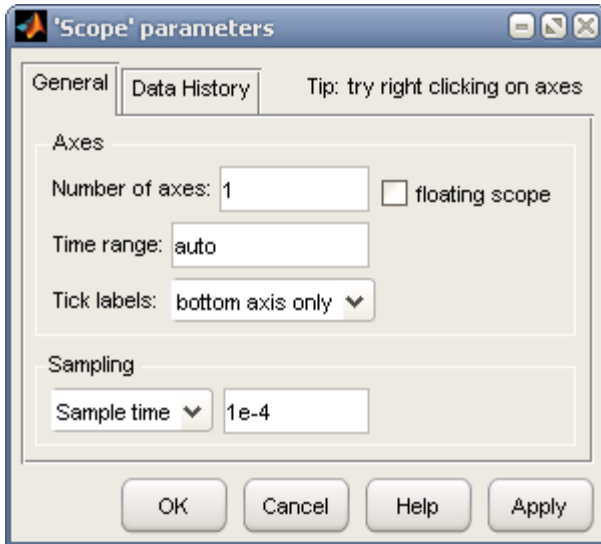 'Scope' parameters
General Data History Tip: try right clicking on axes
Axes
Number of axes: 1 floating scope
Time range: auto
Tick labels: bottom axis only
Sampling
Sample time 1e-4
OK Cancel Help Apply